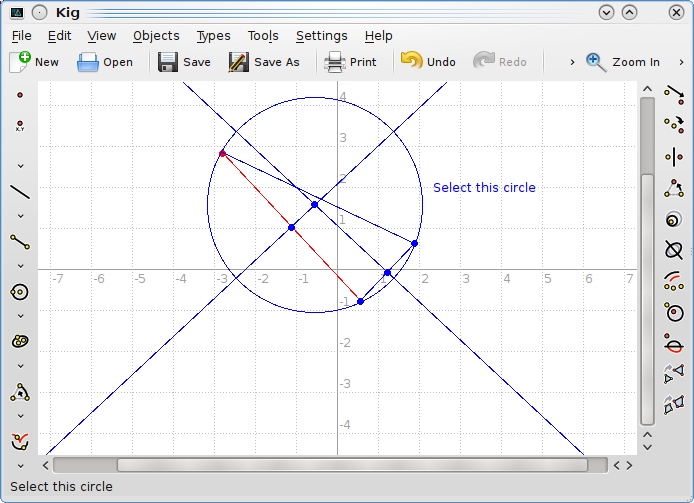 Kig
File Edit View Objects Types Tools Settings Help
New Open Save Save As Print Undo Redo Zoom In
X,Y
4
3
2
1
Select this circle
-7 -6 -5 -4 -3 -2 -1 1 2 3 4 5 6 7
-1
-2
-3
-4
Select this circle